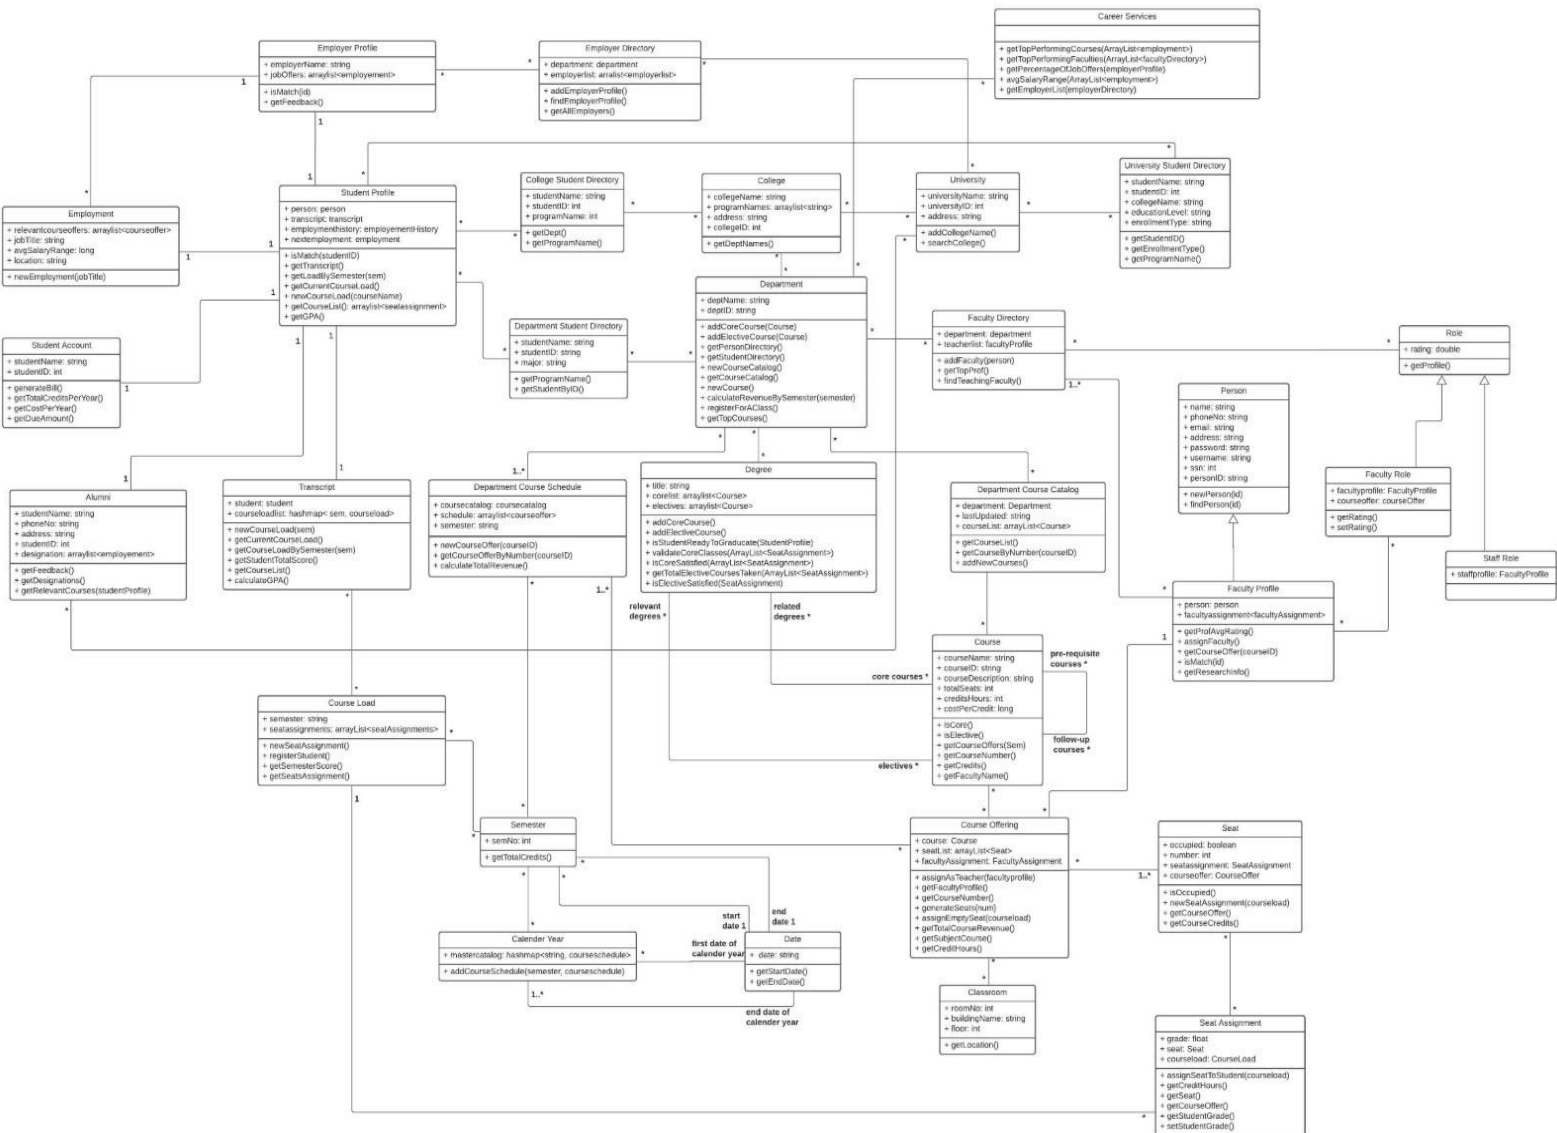 Career Services
+ getTopPerformingCourses(ArrayList<employment>)
+ getTopPerformingFaculties(ArrayList<facultyDirectory>)
+ getPercentageOfJobOffers(employerProfile)
+ avgSalaryRange(ArrayList<employment>)
+ getEmployerList(employerDirectory)
Employer Profile
+ employerName: string
+ jobOffers: arraylist<employement>
+ isMatch(id)
+ getFeedback()
Employer Directory
+ department: department
+ employerlist: arralist<employerlist>
+ addEmployerProfile()
+ findEmployerProfile()
+ getAllEmployers()
1
*
*
*
*
1
1
*
*
*
*
University Student Directory
+ studentName: string
+ studentID: int
+ collegeName: string
+ educationLevel: string
+ enrollmentType: string
+ getStudentID()
+ getEnrollmentType()
+ getProgramName()
College Student Directory
+ studentName: string
+ studentID: int
+ programName: int
+ getDept()
+ getProgramName()
College
+ collegeName: string
+ programNames: arraylist<string>
+ address: string
+ collegeID: int
+ getDeptNames()
University
+ universityName: string
+ universityID: int
+ address: string
+ addCollegeName()
+ searchCollege()
Student Profile
+ person: person
+ transcript: transcript
+ employmenthistory: employementHistory
+ nextemployment: employment
+ isMatch(studentID)
+ getTranscript()
+ getLoadBySemester(sem)
+ getCurrentCourseLoad()
+ newCourseLoad(courseName)
+ getCourseList(): arraylist<seatassignment>
+ getGPA()
Employment
+ relevantcourseoffers: arraylist<courseoffer>
+ jobTitle: string
+ avgSalaryRange: long
+ location: string
+ newEmployment(jobTitle)
*
*
*
*
*
*
*
*
1
1
*
*
*
*
1
*
Department
+ deptName: string
+ deptID: string
+ addCoreCourse(Course)
+ addElectiveCourse(Course)
+ getPersonDirectory()
+ getStudentDirectory()
+ newCourseCatalog()
+ getCourseCatalog()
+ newCourse()
+ calculateRevenueBySemester(semester)
+ registerForAClass()
+ getTopCourses()
Faculty Directory
+ department: department
+ teacherlist: facultyProfile
+ addFaculty(person)
+ getTopProf()
+ findTeachingFaculty()
Department Student Directory
+ studentName: string
+ studentID: string
+ major: string
+ getProgramName()
+ getStudentByID()
Role
+ rating: double
+ getProfile()
Student Account
+ studentName: string
+ studentID: int
+ generateBill()
+ getTotalCreditsPerYear()
+ getCostPerYear()
+ getDueAmount()
1
1
1
*
*
*
*
*
*
*
1..*
1
Person
+ name: string
+ phoneNo: string
+ email: string
+ address: string
+ password: string
+ username: string
+ ssn: int
+ personID: string
+ newPerson(id)
+ findPerson(id)
*
*
*
1..*
*
*
1
1
Faculty Role
+ facultyprofile: FacultyProfile
+ courseoffer: courseOffer
+ getRating()
+ setRating()
Staff Role
+ staffprofile: FacultyProfile
Alumni
+ studentName: string
+ phoneNo: string
+ address: string
+ studentID: int
+ designation: arraylist<employement>
+ getFeedback()
+ getDesignations()
+ getRelevantCourses(studentProfile)
Transcript
+ student: student
+ courseloadlist: hashmap< sem, courseload>
+ newCourseLoad(sem)
+ getCurrentCourseLoad()
+ getCourseLoadBySemester(sem)
+ getStudentTotalScore()
+ getCourseList()
+ calculateGPA()
Department Course Schedule
+ coursecatalog: coursecatalog
+ schedule: arraylist<courseoffer>
+ semester: string
+ newCourseOffer(courseID)
+ getCourseOfferByNumber(courseID)
+ calculateTotalRevenue()
Degree
+ title: string
+ corelist: arraylist<Course>
+ electives: arraylist<Course>
+ addCoreCourse()
+ addElectiveCourse()
+ isStudentReadyToGraducate(StudentProfile)
+ validateCoreClasses(ArrayList<SeatAssignment>)
+ isCoreSatisfied(ArrayList<SeatAssignment>)
+ getTotalElectiveCoursesTaken(ArrayList<SeatAssignment>)
+ isElectiveSatisfied(SeatAssignment)
Department Course Catalog
+ department: Department
+ lastUpdated: string
+ courseList: arrayList<Course>
+ getCourseList()
+ getCourseByNumber(courseID)
+ addNewCourses()
Faculty Profile
+ person: person
+ facultyassignment<facultyAssignment>
+ getProfAvgRating()
+ assignFaculty()
+ getCourseOffer(courseID)
+ isMatch(id)
+ getResearchInfo()
*
*
*
1
*
*
*
1..*
*
relevant
degrees *
related
degrees *
Course
+ courseName: string
+ courseID: string
+ courseDescription: string
+ totalSeats: int
+ creditsHours: int
+ costPerCredit: long
+ isCore()
+ isElective()
+ getCourseOffers(Sem)
+ getCourseNumber()
+ getCredits()
+ getFacultyName()
pre-requisite
courses *
follow-up
courses *
core courses *
electives *
Course Load
+ semester: string
+ seatassignments: arrayList<seatAssignments>
+ newSeatAssignment()
+ registerStudent()
+ getSemesterScore()
+ getSeatsAssignment()
*
*
1
*
*
*
*
*
Semester
+ semNo: int
+ getTotalCredits()
Course Offering
+ course: Course
+ seatList: arrayList<Seat>
+ facultyAssignment: FacultyAssignment
+ assignAsTeacher(facultyprofile)
+ getFacultyProfile()
+ getCourseNumber()
+ generateSeats(num)
+ assignEmptySeat(courseload)
+ getTotalCourseRevenue()
+ getSubjectCourse()
+ getCreditHours()
Seat
+ occupied: boolean
+ number: int
+ seatassignment: SeatAssignment
+ courseoffer: CourseOffer
+ isOccupied()
+ newSeatAssignment(courseload)
+ getCourseOffer()
+ getCourseCredits()
*
*
*
*
*
*
1..*
start
date 1
end
date 1
first date of
calender year
Calender Year
+ mastercatalog: hashmap<string, courseschedule>
+ addCourseSchedule(semester, courseschedule)
Date
+ date: string
+ getStartDate()
+ getEndDate()
*
1..*
end date of
calender year
*
*
Classroom
+ roomNo: int
+ buildingName: string
+ floor: int
+ getLocation()
*
*
Seat Assignment
+ grade: float
+ seat: Seat
+ courseload: CourseLoad
+ assignSeatToStudent(courseload)
+ getCreditHours()
+ getSeat()
+ getCourseOffer()
+ getStudentGrade()
+ setStudentGrade()
*